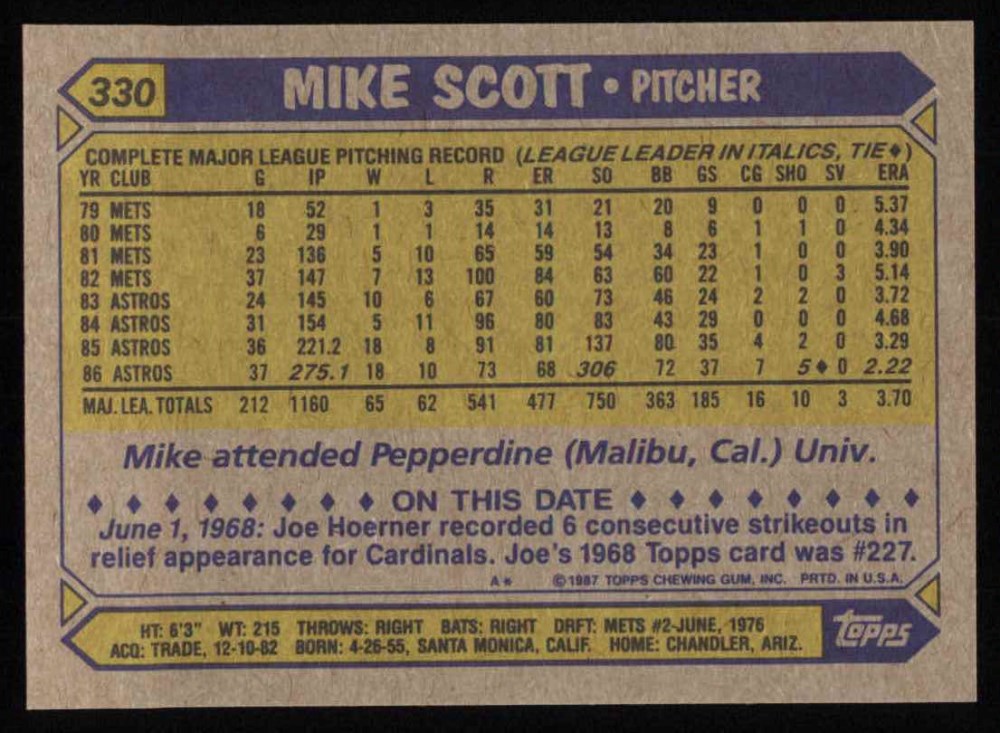 330 MIKE SCOTT • PITCHER
COMPLETE MAJOR LEAGUE PITCHING RECORD (LEAGUE LEADER IN ITALICS, TIE♦)
YR CLUB G IP W L R ER SO BB GS CG SHO SV ERA
79 METS 18 52 1 3 35 31 21 20 9 0 0 0 5.37
80 METS 6 29 1 1 14 14 13 8 6 1 1 0 4.34
81 METS 23 136 5 10 65 59 54 34 23 1 0 0 3.90
82 METS 37 147 7 13 100 84 63 60 22 1 0 3 5.14
83 ASTROS 24 145 10 6 67 60 73 46 24 2 2 0 3.72
84 ASTROS 31 154 5 11 96 80 83 43 29 0 0 0 4.68
85 ASTROS 36 221.2 18 8 91 81 137 80 35 4 2 0 3.29
86 ASTROS 37 275.1 18 10 73 68 306 72 37 7 5♦ 0 2.22
MAJ. LEA. TOTALS 212 1160 65 62 541 477 750 363 185 16 10 3 3.70
Mike attended Pepperdine (Malibu, Cal.) Univ.
♦ ♦ ♦ ♦ ♦ ♦ ♦ ♦ ON THIS DATE ♦ ♦ ♦ ♦ ♦ ♦ ♦ ♦
June 1, 1968: Joe Hoerner recorded 6 consecutive strikeouts in
relief appearance for Cardinals. Joe's 1968 Topps card was #227.
A* ©1987 TOPPS CHEWING GUM, INC. PRTD. IN U.S.A.
HT: 6'3" WT: 215 THROWS: RIGHT BATS: RIGHT DRFT: METS #2-JUNE, 1976
ACQ: TRADE, 12-10-82 BORN: 4-26-55, SANTA MONICA, CALIF. HOME: CHANDLER, ARIZ.
topps